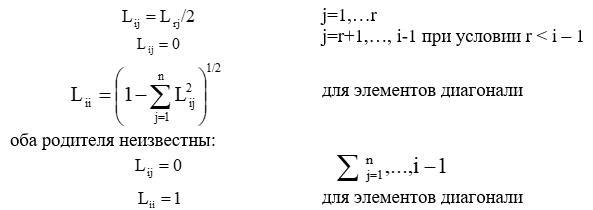 L_ij = L_rj/2 j=1,…r
L_ij = 0 j=r+1,…, i-1 при условии r < i – 1
L_ii = (1 − ∑_{j=1}^{n} L_ij^2)^{1/2} для элементов диагонали
оба родителя неизвестны:
L_ij = 0 ∑_{j=1}^{n},…,i −1
L_ii = 1 для элементов диагонали